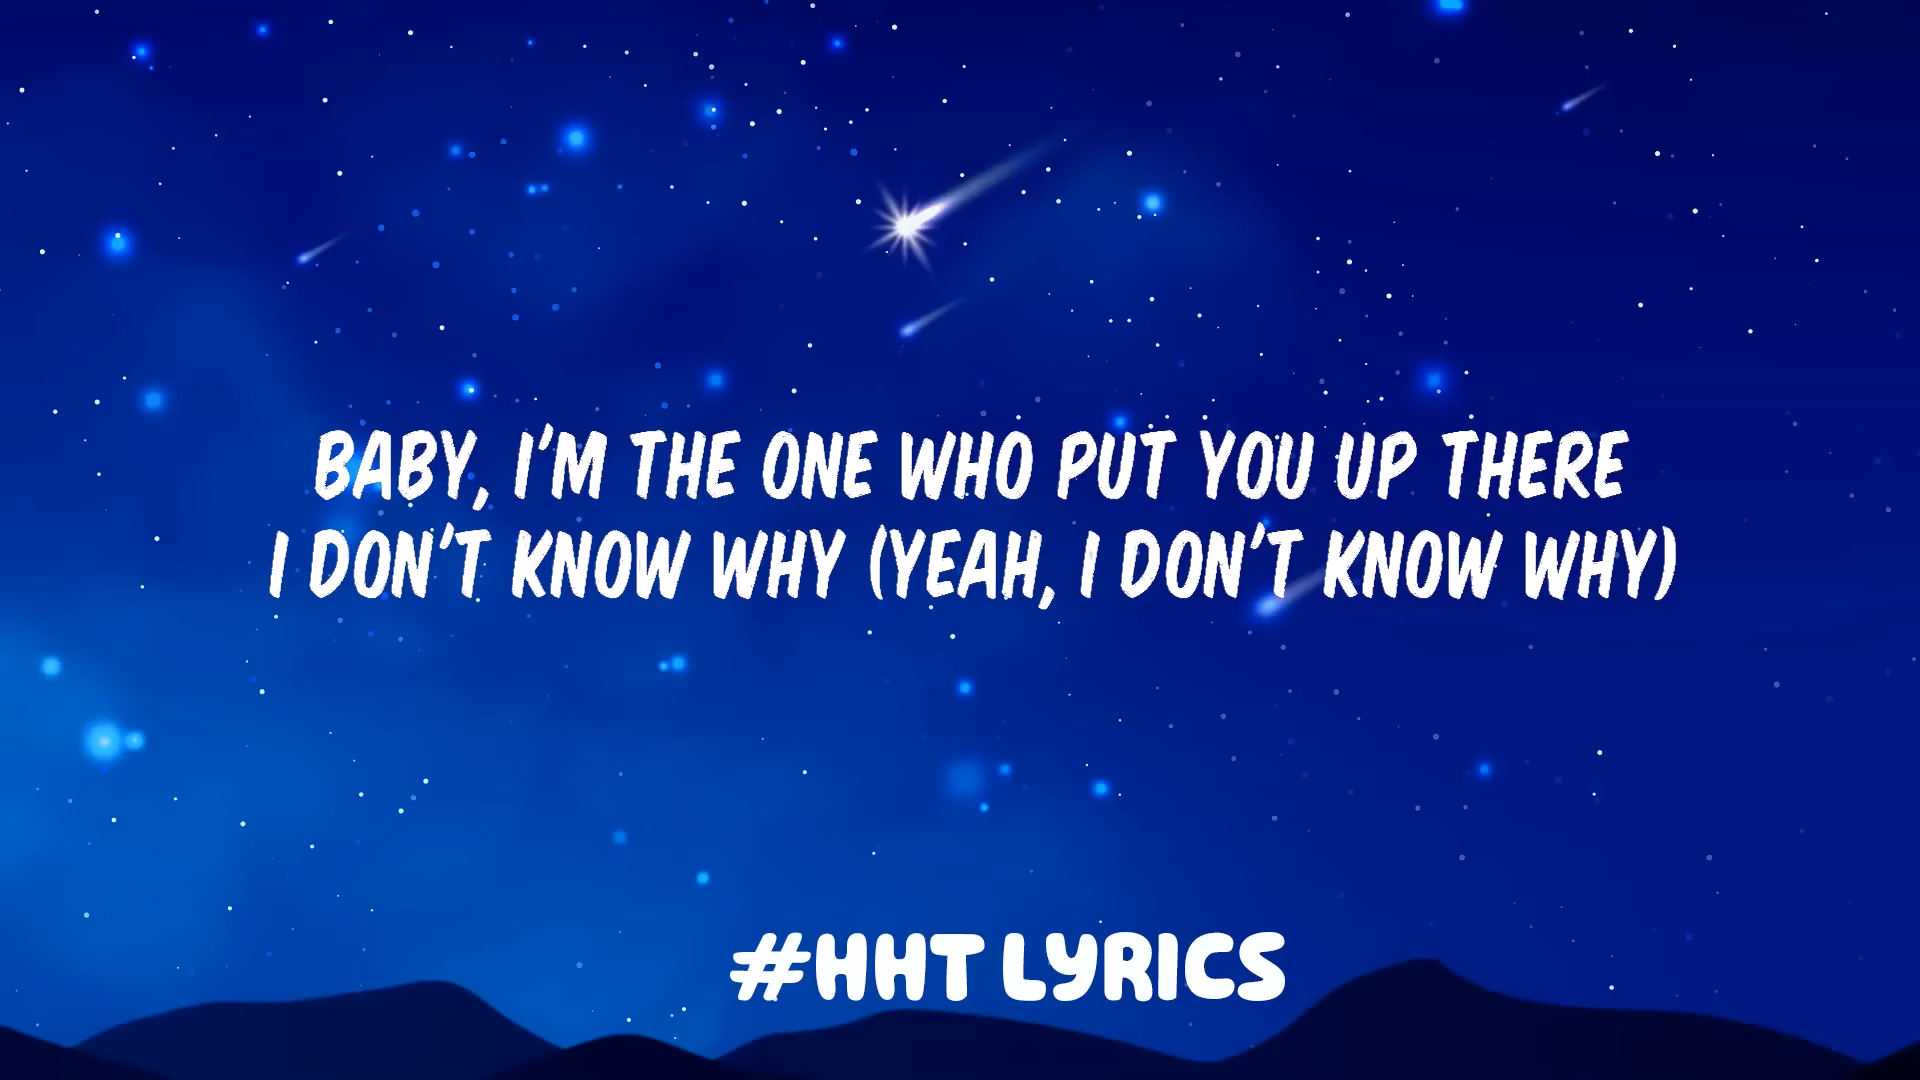 BABY, I'M THE ONE WHO PUT YOU UP THERE
I DON'T KNOW WHY (YEAH, I DON'T KNOW WHY)
#HHT LYRICS